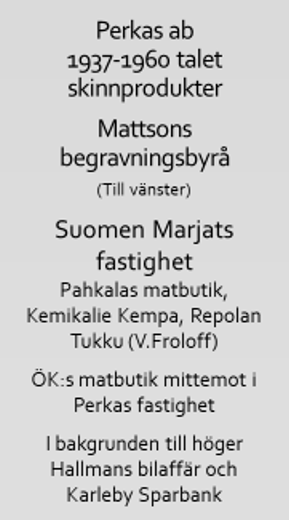 Perkas ab
1937-1960 talet
skinnprodukter
Mattsons
begravningsbyrå
(Till vänster)
Suomen Marjats
fastighet
Pahkalas matbutik,
Kemikalie Kempa, Repolan
Tukku (V.Froloff)
ÖK:s matbutik mittemot i
Perkas fastighet
I bakgrunden till höger
Hallmans bilaffär och
Karleby Sparbank